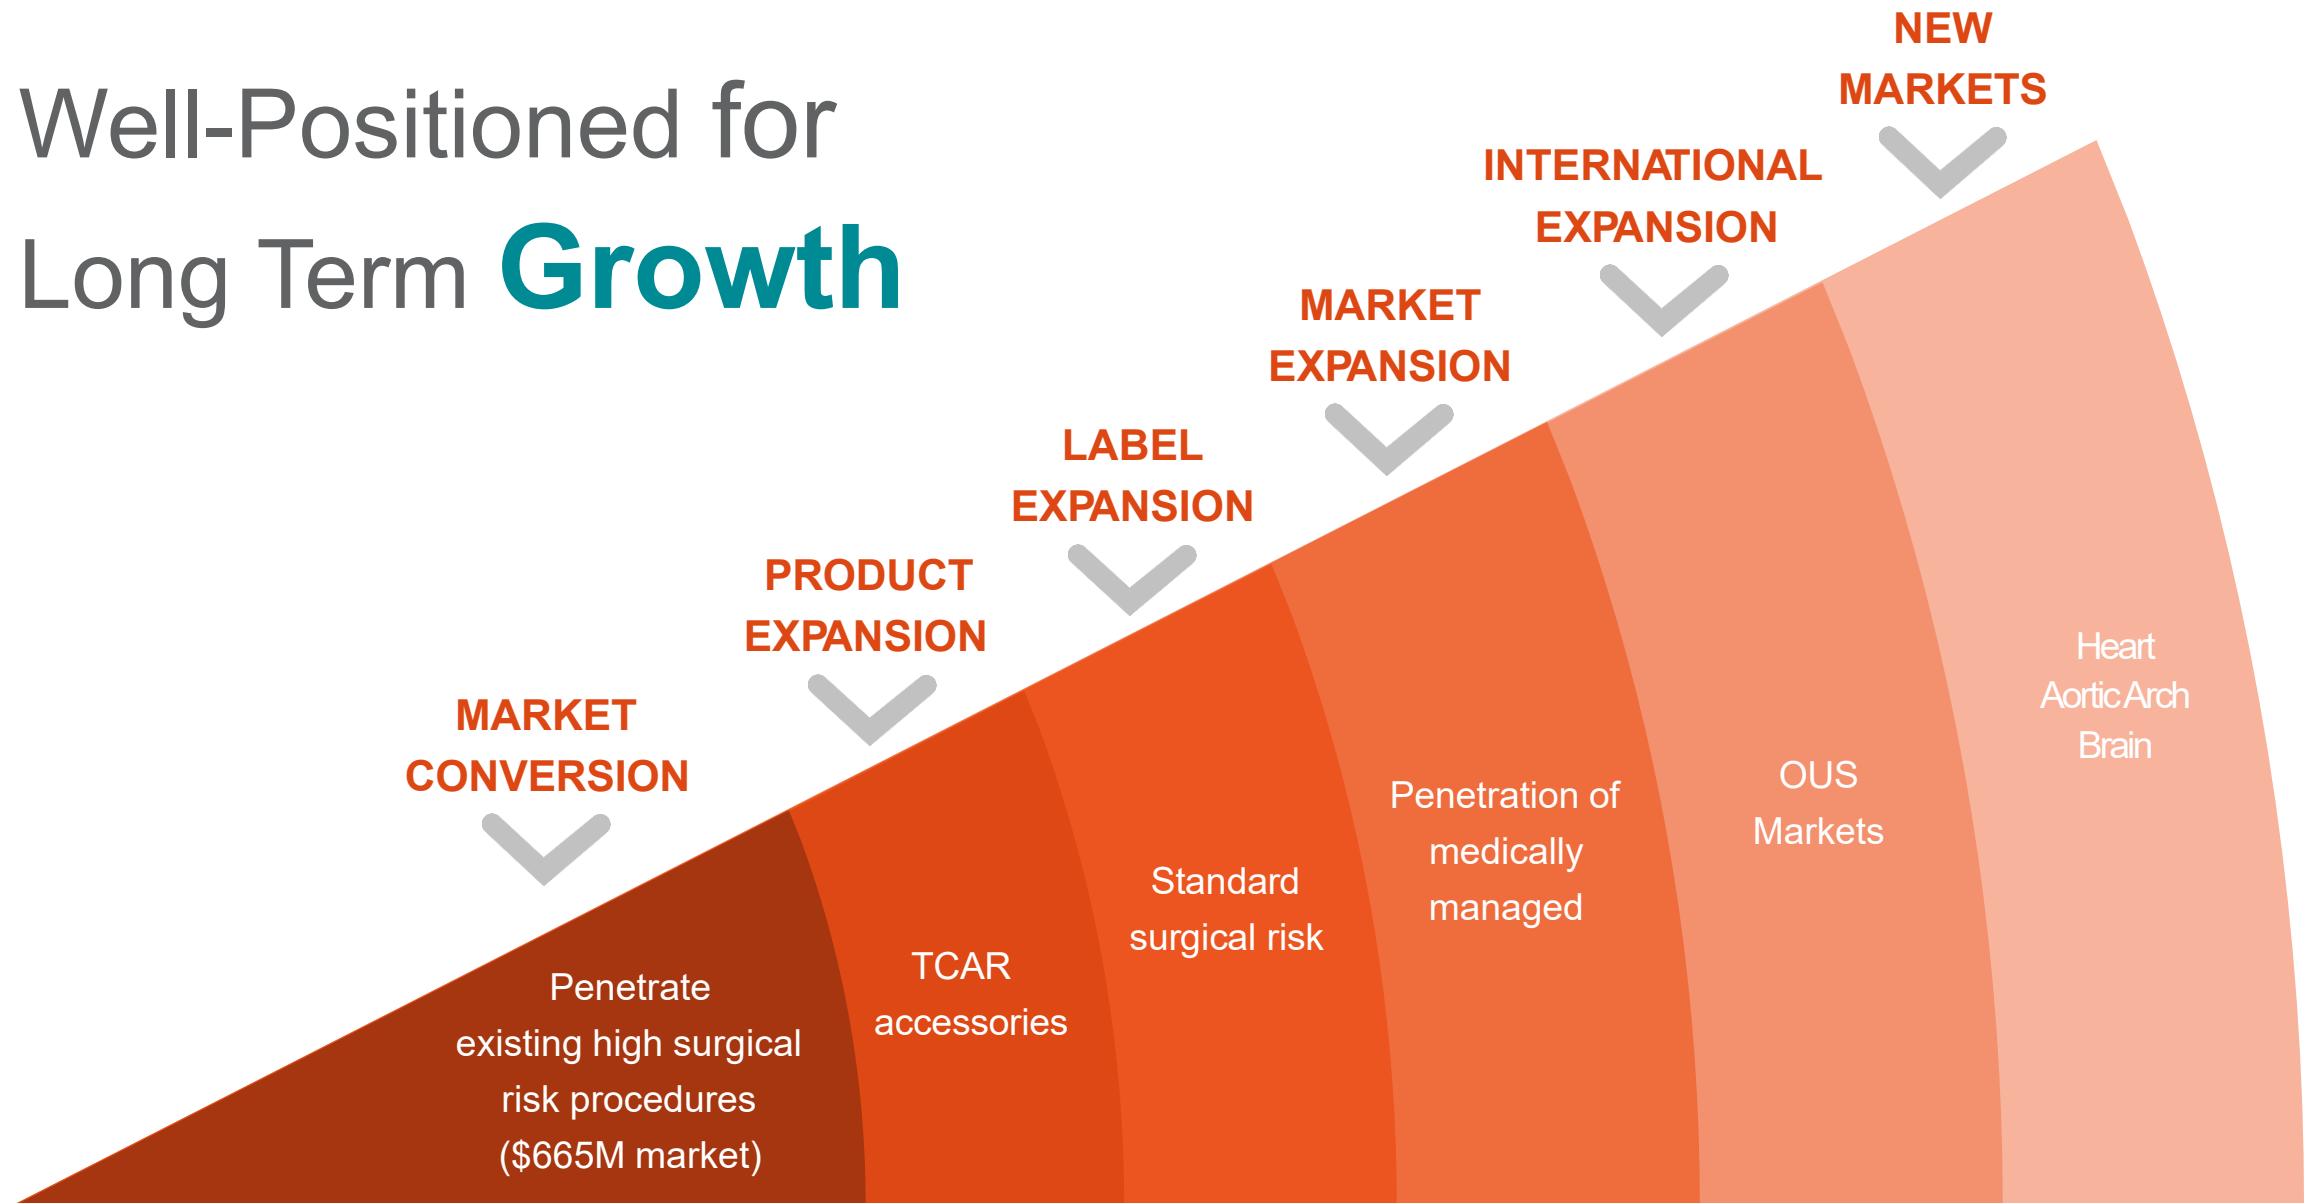 Well-Positioned for
Long Term Growth
MARKET
CONVERSION
Penetrate
existing high surgical
risk procedures
($665M market)
PRODUCT
EXPANSION
TCAR
accessories
LABEL
EXPANSION
Standard
surgical risk
MARKET
EXPANSION
Penetration of
medically
managed
INTERNATIONAL
EXPANSION
OUS
Markets
NEW
MARKETS
Heart
Aortic Arch
Brain